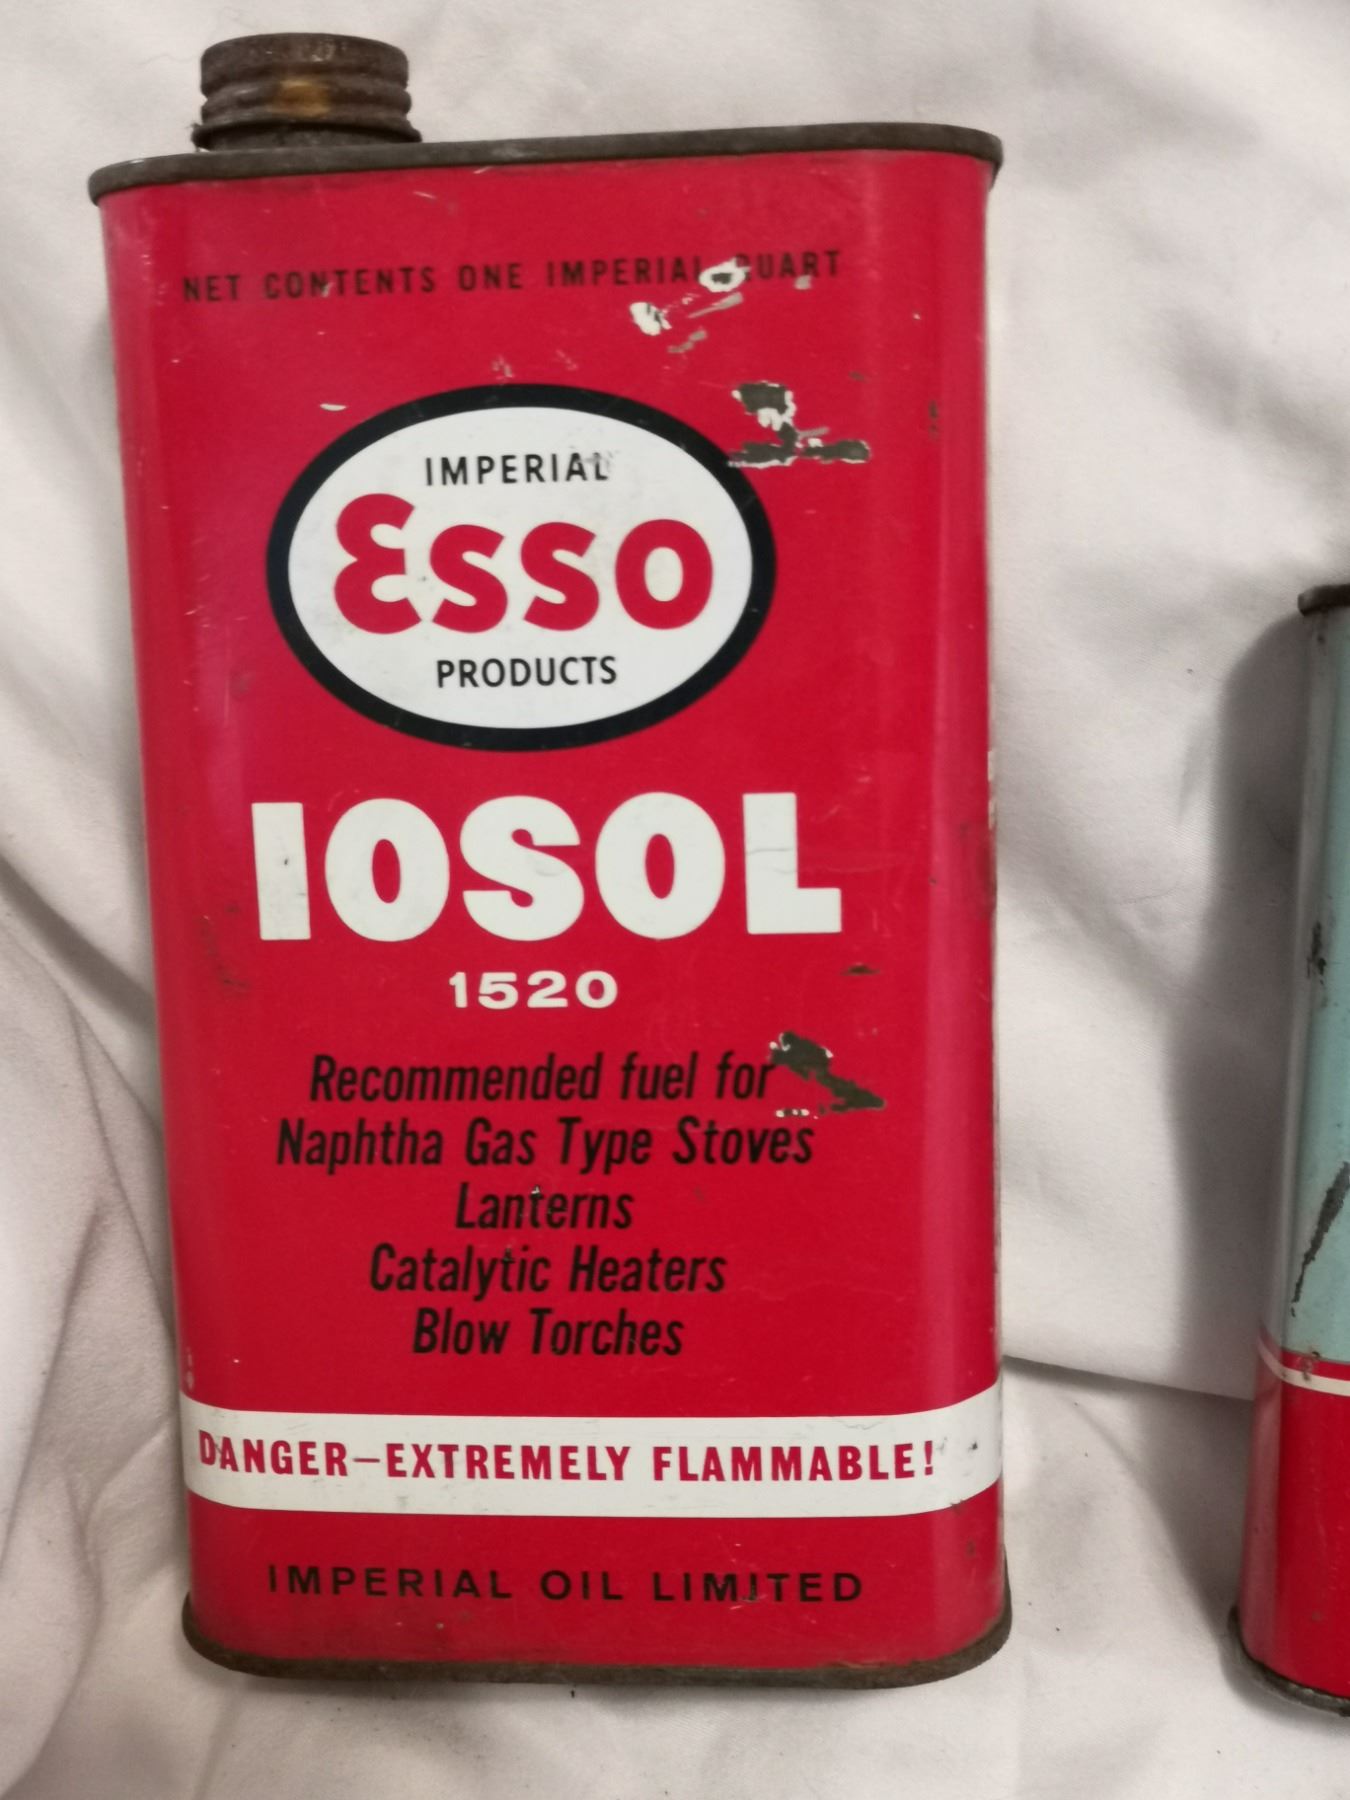 NET CONTENTS ONE IMPERIAL QUART
IMPERIAL
Esso
PRODUCTS
IOSOL
1520
Recommended fuel for
Naphtha Gas Type Stoves
Lanterns
Catalytic Heaters
Blow Torches
DANGER—EXTREMELY FLAMMABLE!
IMPERIAL OIL LIMITED